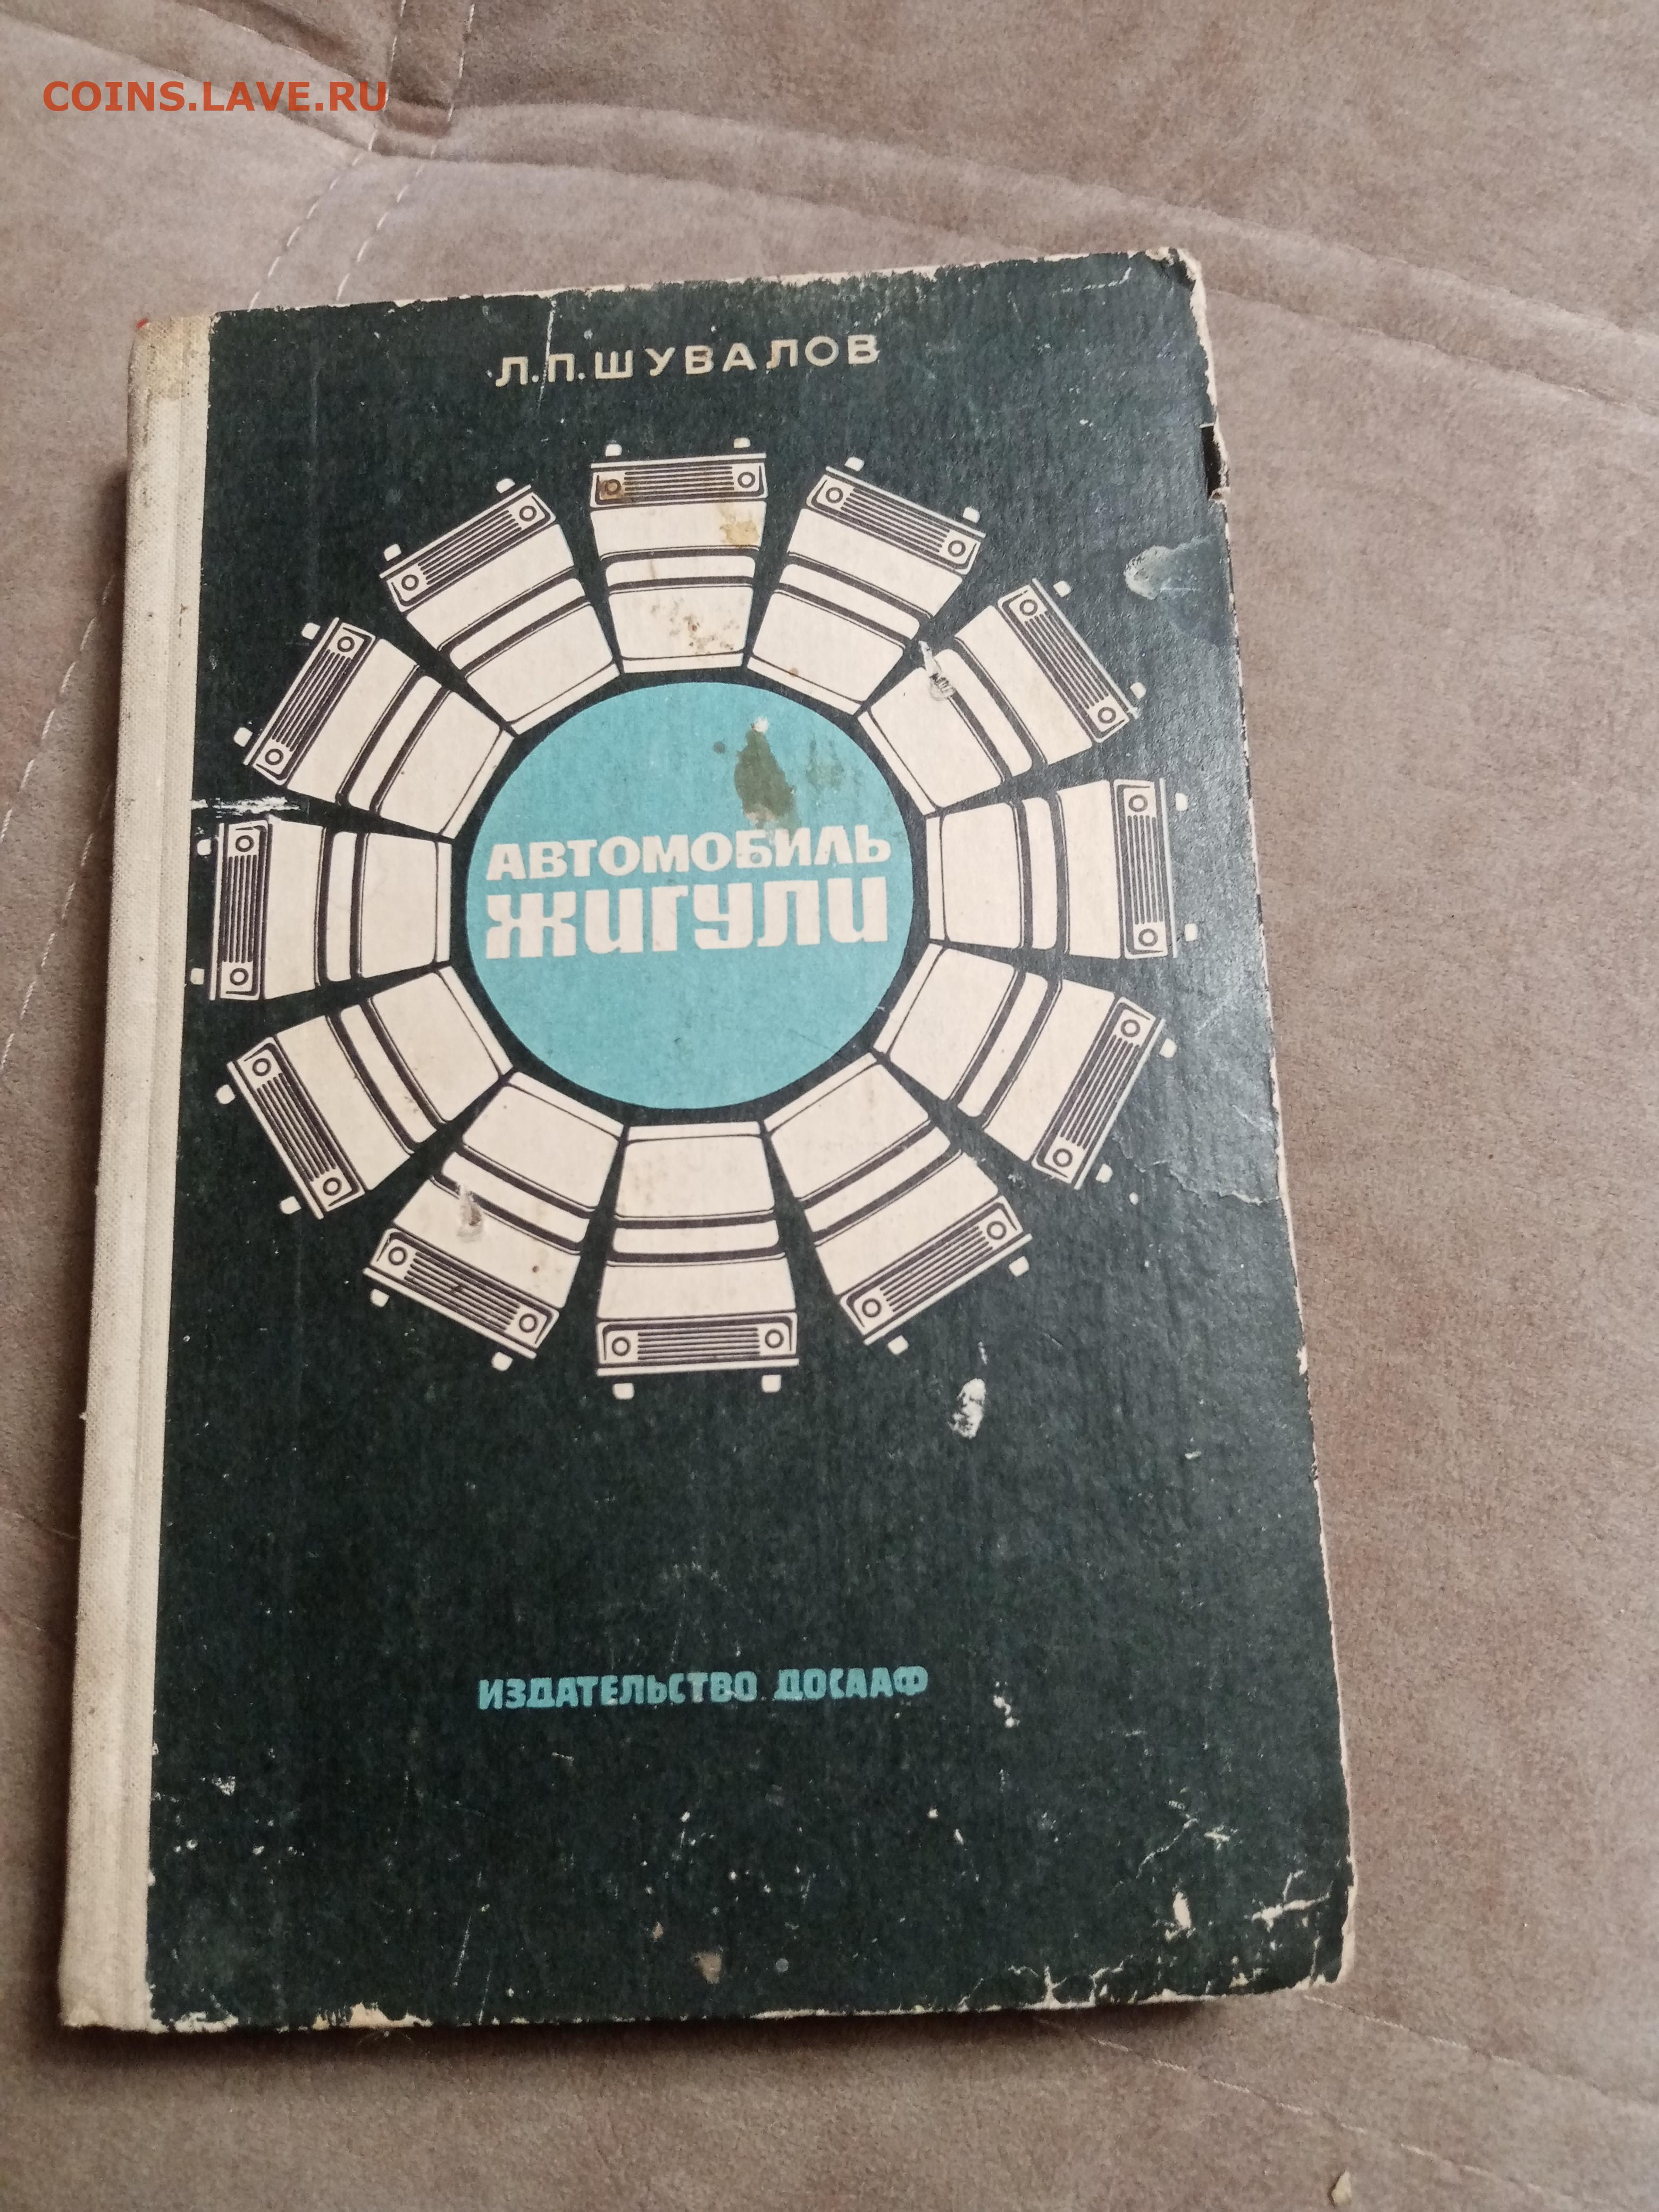 COINS.LAVE.RU
Л.П.ШУВАЛОВ
АВТОМОБИЛЬ
ЖИГУЛИ
ИЗДАТЕЛЬСТВО ДОСААФ